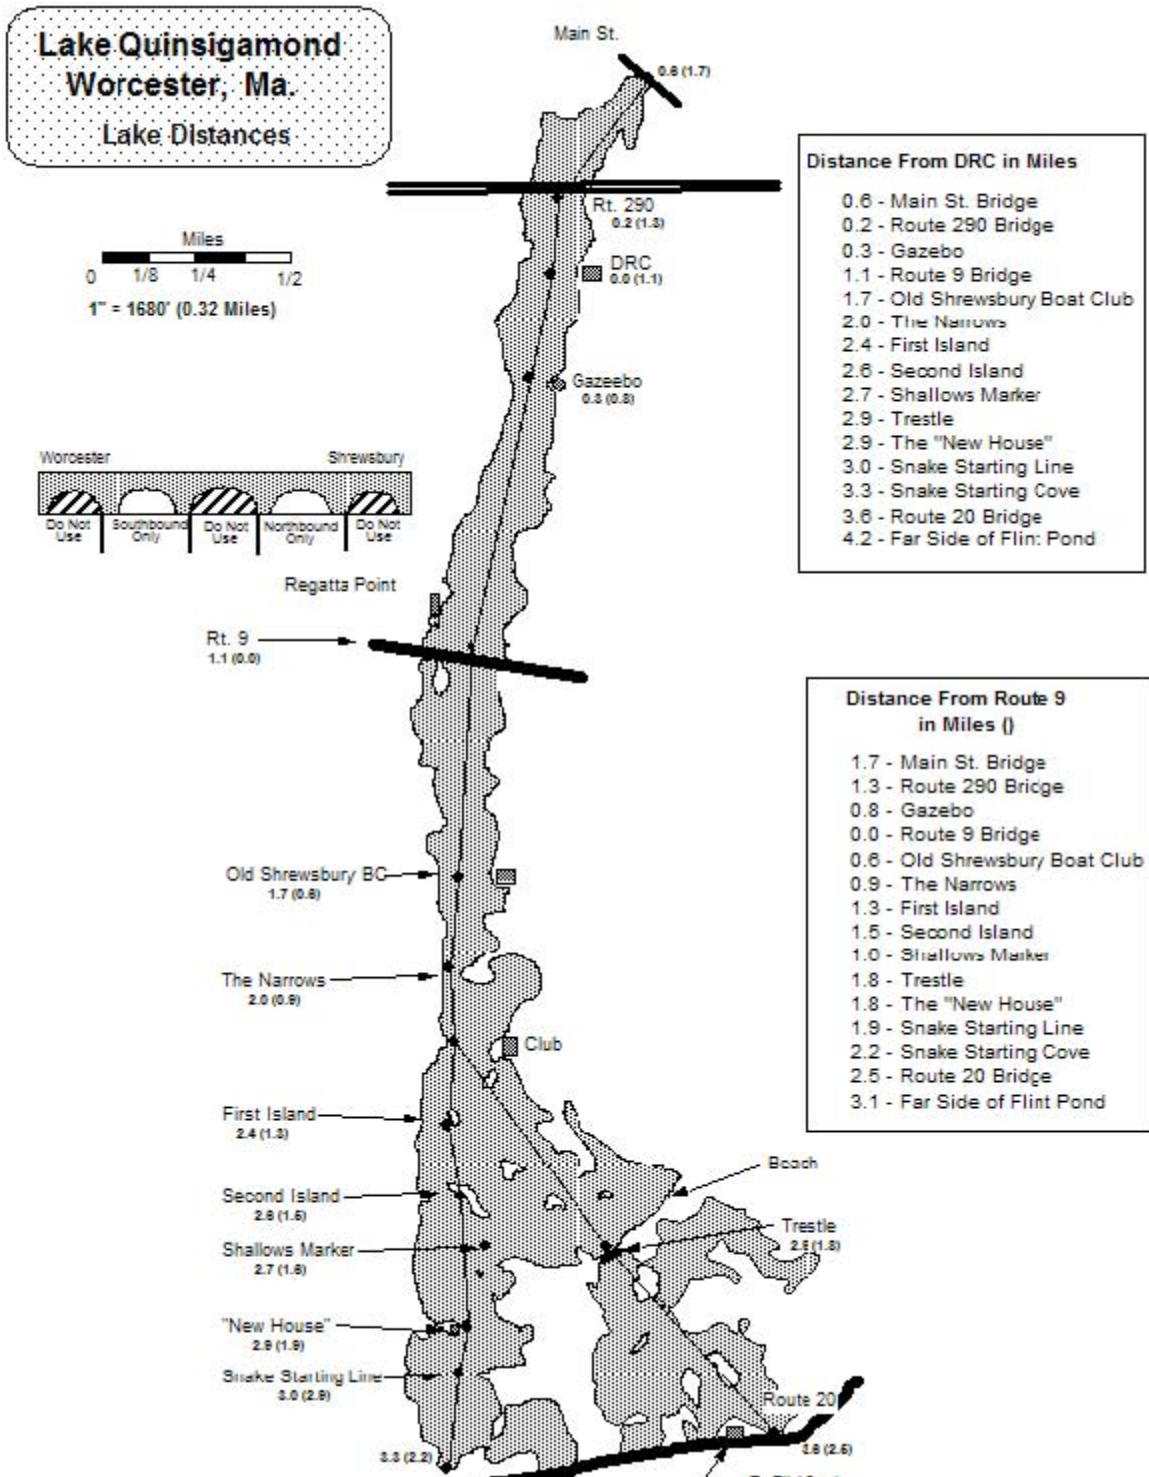 Lake Quinsigamond
Worcester, Ma.
Lake Distances
Main St.
0.6 (1.7)
Miles
0 1/8 1/4 1/2
1" = 1680' (0.32 Miles)
Rt. 290
0.2 (1.3)
DRC
0.0 (1.1)
Gazeebo
0.3 (0.8)
Distance From DRC in Miles
0.6 - Main St. Bridge
0.2 - Route 290 Bridge
0.3 - Gazebo
1.1 - Route 9 Bridge
1.7 - Old Shrewsbury Boat Club
2.0 - The Narrows
2.4 - First Island
2.6 - Second Island
2.7 - Shallows Marker
2.9 - Trestle
2.9 - The "New House"
3.0 - Snake Starting Line
3.3 - Snake Starting Cove
3.6 - Route 20 Bridge
4.2 - Far Side of Flint Pond
Worcester Shrewsbury
Do Not Use
Southbound Only
Do Not Use
Northbound Only
Do Not Use
Regatta Point
Rt. 9
1.1 (0.0)
Distance From Route 9
in Miles ()
1.7 - Main St. Bridge
1.3 - Route 290 Bridge
0.8 - Gazebo
0.0 - Route 9 Bridge
0.6 - Old Shrewsbury Boat Club
0.9 - The Narrows
1.3 - First Island
1.5 - Second Island
Shallows Marker
1.8 - Trestle
1.8 - The "New House"
1.9 - Snake Starting Line
2.2 - Snake Starting Cove
2.5 - Route 20 Bridge
3.1 - Far Side of Flint Pond
Old Shrewsbury BC
1.7 (0.6)
The Narrows
2.0 (0.9)
Club
First Island
2.4 (1.3)
Beach
Second Island
2.6 (1.5)
Trestle
Shallows Marker
2.7 (1.6)
"New House"
2.9 (1.9)
Snake Starting Line
3.0 (2.9)
Route 20
3.3 (2.2)
3.6 (2.5)